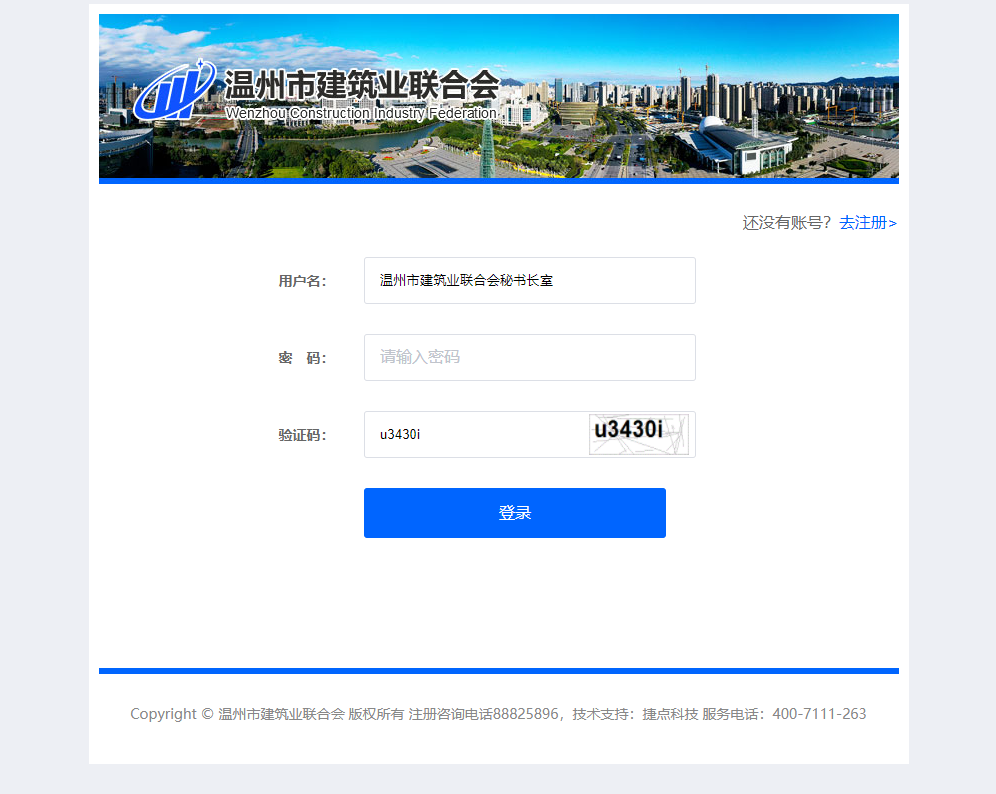 温州市建筑业联合会
Wenzhou Construction Industry Federation
还没有账号？去注册>
用户名：
温州市建筑业联合会秘书长室
密 码：
请输入密码
验证码：
u3430i
u3430i
登录
Copyright © 温州市建筑业联合会 版权所有 注册咨询电话88825896，技术支持：捷点科技 服务电话：400-7111-263